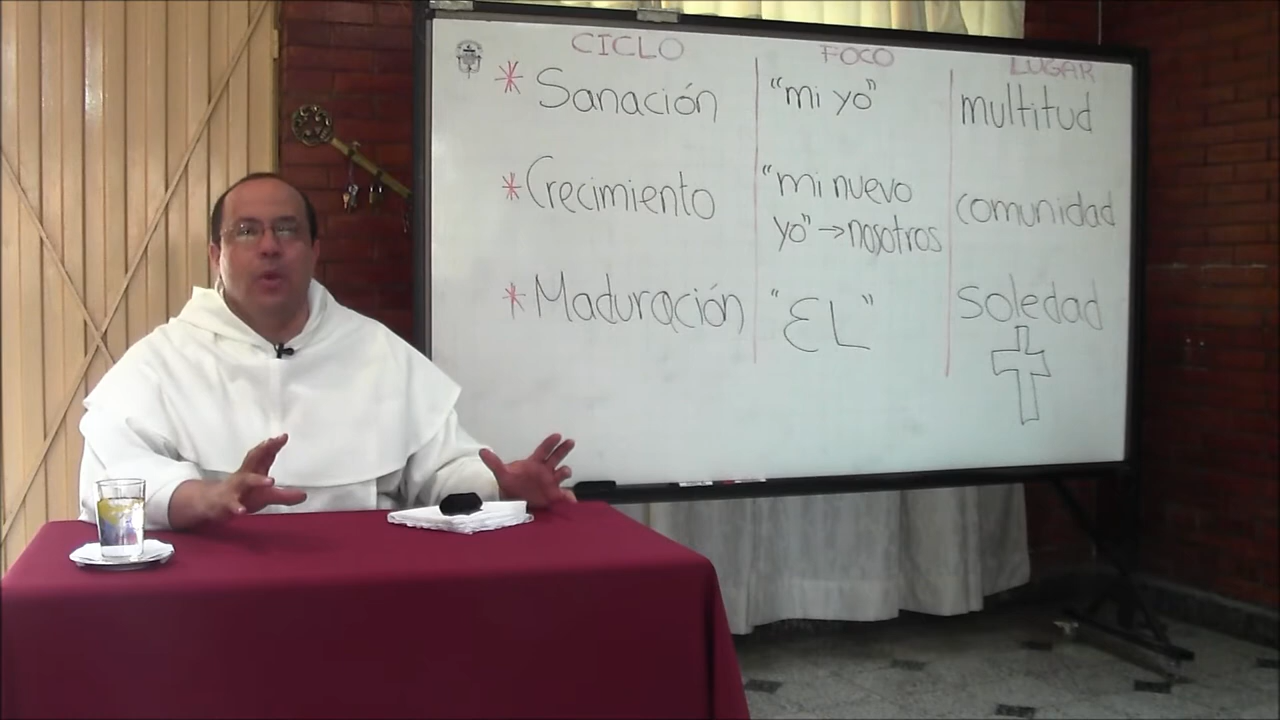 CICLO FOCO LUGAR
* Sanación "mi yo" multitud
* Crecimiento "mi nuevo yo" → nosotros comunidad
* Maduración "EL" soledad